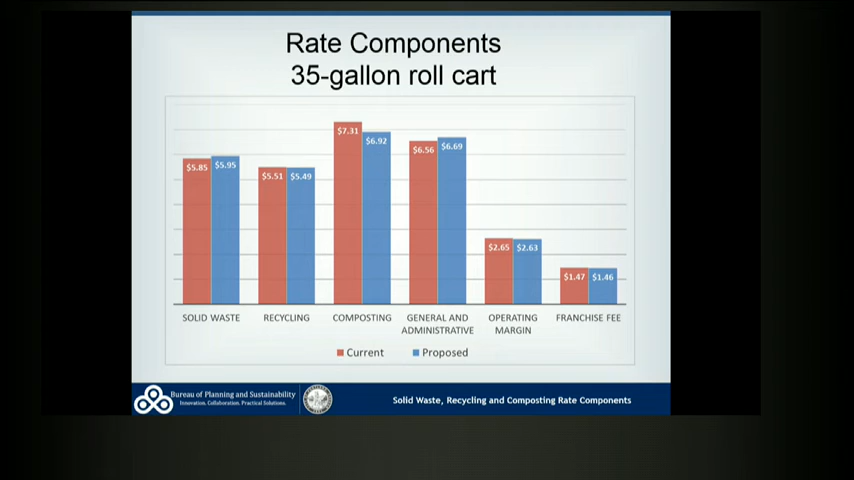 Rate Components
35-gallon roll cart
$5.85 $5.95
$5.51 $5.49
$7.31 $6.92
$6.56 $6.69
$2.65 $2.63
$1.47 $1.46
SOLID WASTE
RECYCLING
COMPOSTING
GENERAL AND
ADMINISTRATIVE
OPERATING
MARGIN
FRANCHISE FEE
Current Proposed
Bureau of Planning and Sustainability
Innovation. Collaboration. Practical Solutions.
Solid Waste, Recycling and Composting Rate Components